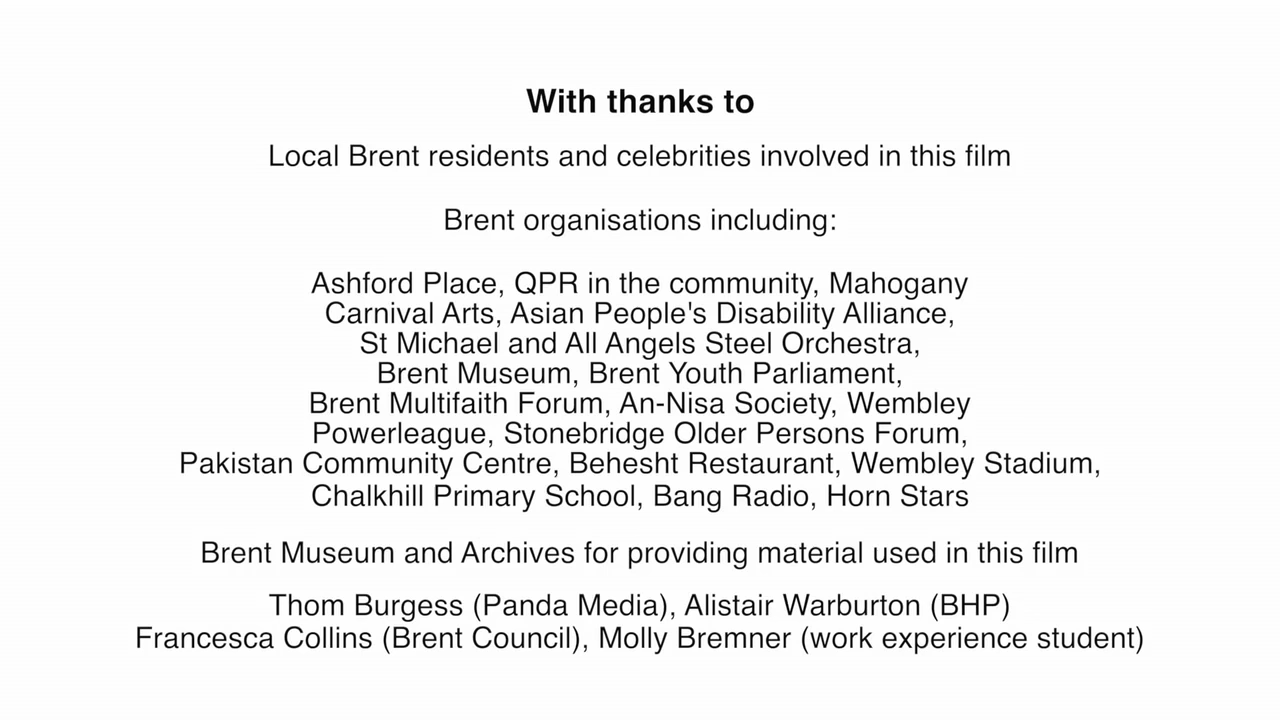 With thanks to
Local Brent residents and celebrities involved in this film
Brent organisations including:
Ashford Place, QPR in the community, Mahogany
Carnival Arts, Asian People's Disability Alliance,
St Michael and All Angels Steel Orchestra,
Brent Museum, Brent Youth Parliament,
Brent Multifaith Forum, An-Nisa Society, Wembley
Powerleague, Stonebridge Older Persons Forum,
Pakistan Community Centre, Behesht Restaurant, Wembley Stadium,
Chalkhill Primary School, Bang Radio, Horn Stars
Brent Museum and Archives for providing material used in this film
Thom Burgess (Panda Media), Alistair Warburton (BHP)
Francesca Collins (Brent Council), Molly Bremner (work experience student)